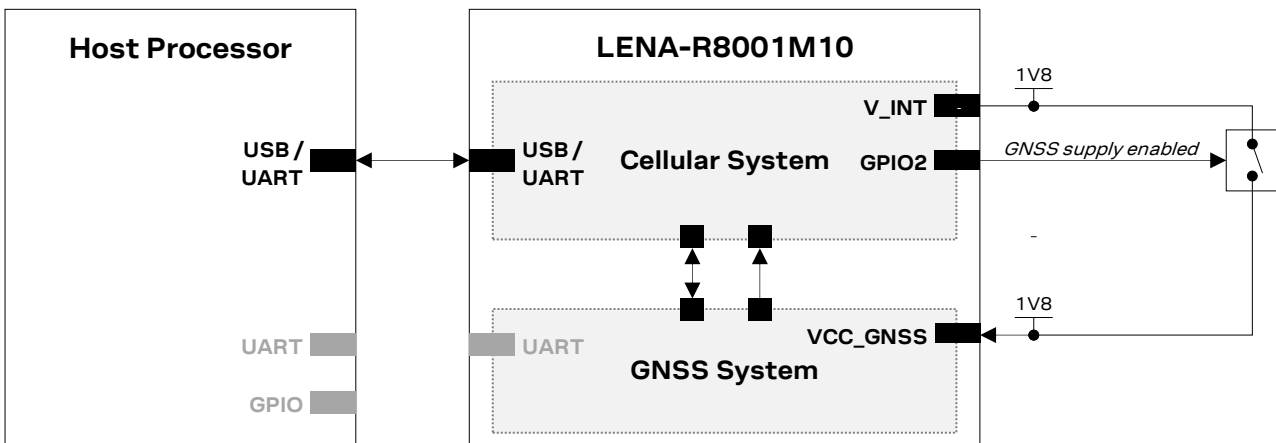 Host Processor
LENA-R8001M10
1V8
V_INT
USB /
UART
USB /
UART
Cellular System
GPIO2
GNSS supply enabled
-
1V8
UART
UART
VCC_GNSS
GNSS System
GPIO